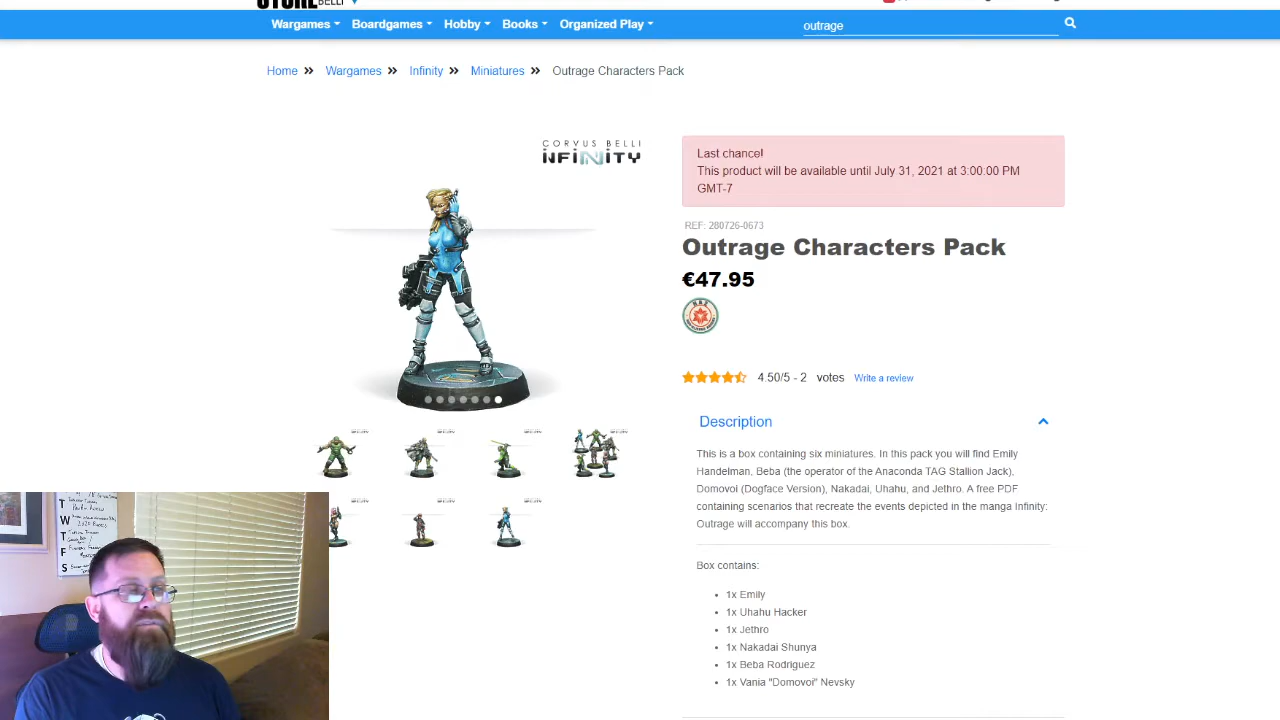 STORE BELLI
Wargames Boardgames Hobby Books Organized Play outrage
Home Wargames Infinity Miniatures Outrage Characters Pack
CORVUS BELLI
INFINITY
Last chance!
This product will be available until July 31, 2021 at 3:00:00 PM
GMT-7
REF: 280726-0673
Outrage Characters Pack
€47.95
4.50/5 - 2 votes Write a review
Description
This is a box containing six miniatures. In this pack you will find Emily
Handelman, Beba (the operator of the Anaconda TAG Stallion Jack),
Domovoi (Dogface Version), Nakadai, Uhahu, and Jethro. A free PDF
containing scenarios that recreate the events depicted in the manga Infinity:
Outrage will accompany this box.
Box contains:
1x Emily
1x Uhahu Hacker
1x Jethro
1x Nakadai Shunya
1x Beba Rodriguez
1x Vania "Domovoi" Nevsky
T
W
T
F
S